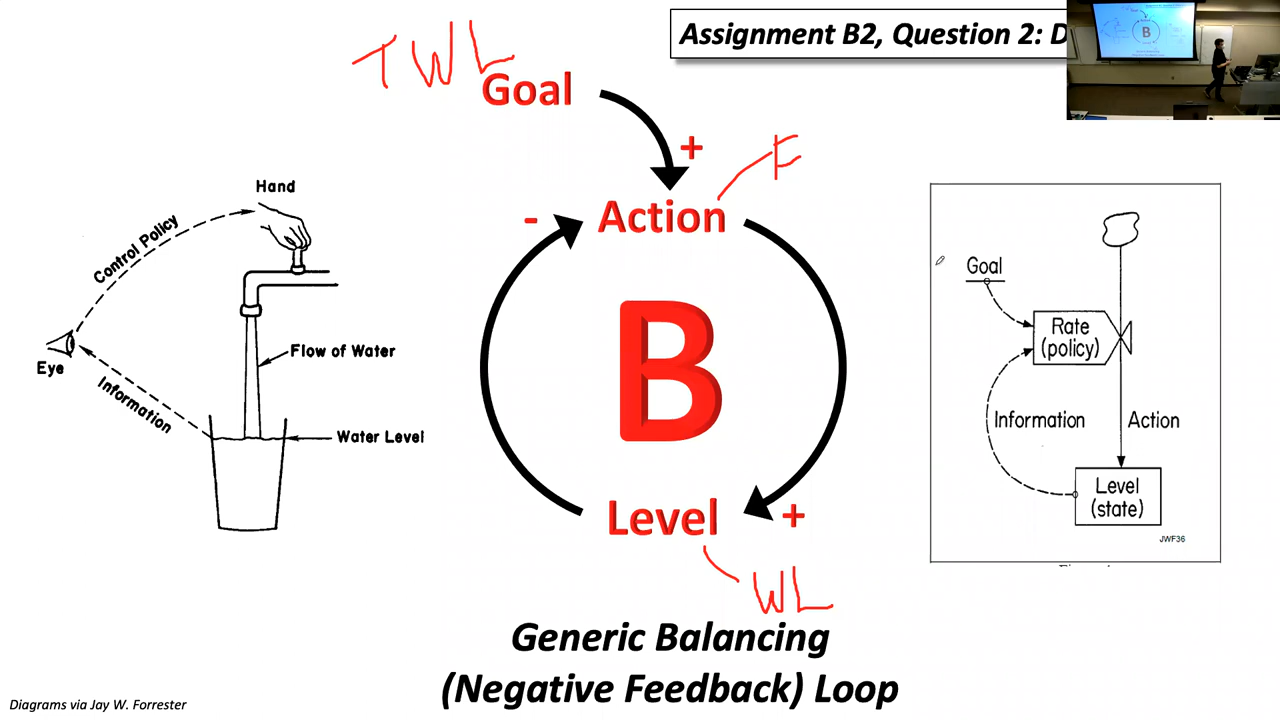 Assignment B2, Question 2: D
TWL
Goal
+
F
- Action
B
Level +
WL
Generic Balancing
(Negative Feedback) Loop
Hand
Control Policy
Eye
Flow of Water
Information
Water Level
Goal
Rate
(policy)
Information
Action
Level
(state)
JWF36
Diagrams via Jay W. Forrester